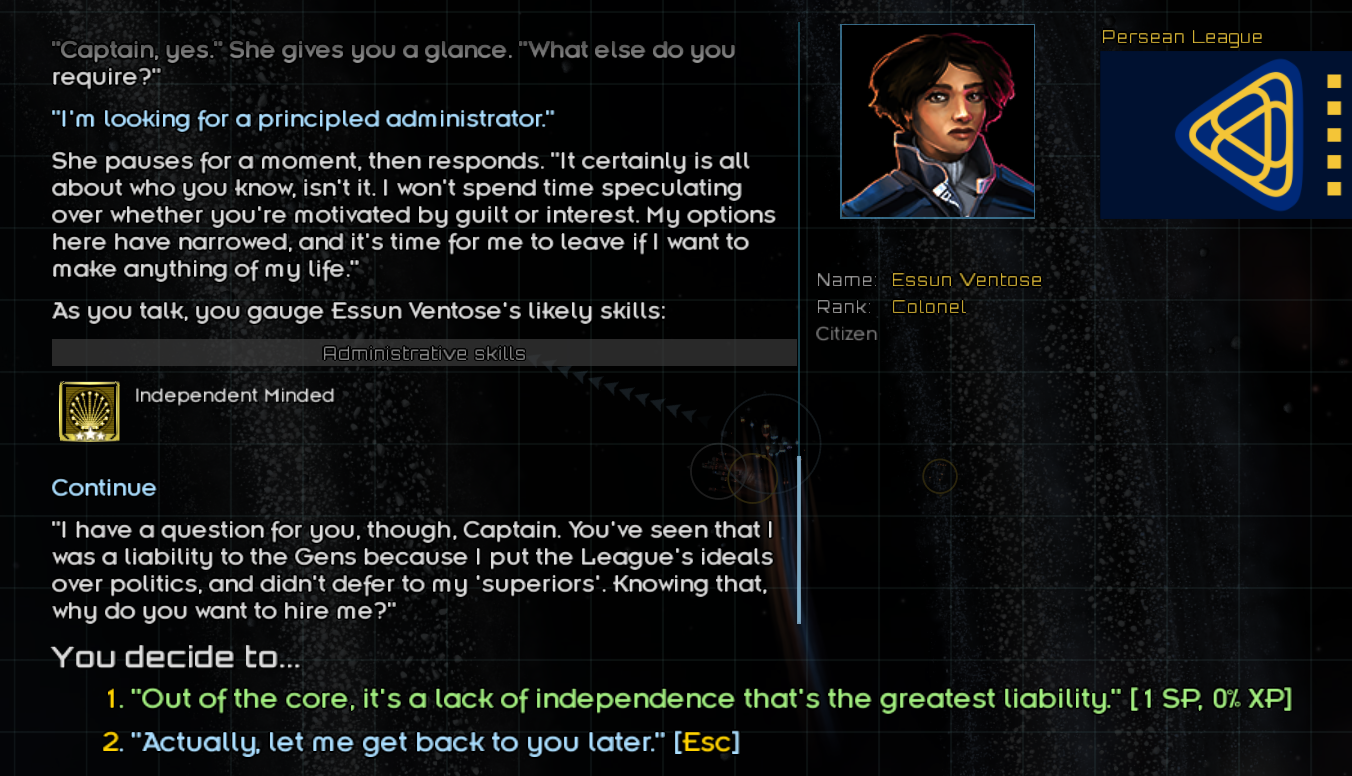 "Captain, yes." She gives you a glance. "What else do you
require?"
"I'm looking for a principled administrator."
She pauses for a moment, then responds. "It certainly is all
about who you know, isn't it. I won't spend time speculating
over whether you're motivated by guilt or interest. My options
here have narrowed, and it's time for me to leave if I want to
make anything of my life."
As you talk, you gauge Essun Ventose's likely skills:
Administrative skills
Independent Minded
Continue
"I have a question for you, though, Captain. You've seen that I
was a liability to the Gens because I put the League's ideals
over politics, and didn't defer to my 'superiors'. Knowing that,
why do you want to hire me?"
You decide to...
1. "Out of the core, it's a lack of independence that's the greatest liability." [1 SP, 0% XP]
2. "Actually, let me get back to you later." [Esc]
Persean League
Name: Essun Ventose
Rank: Colonel
Citizen